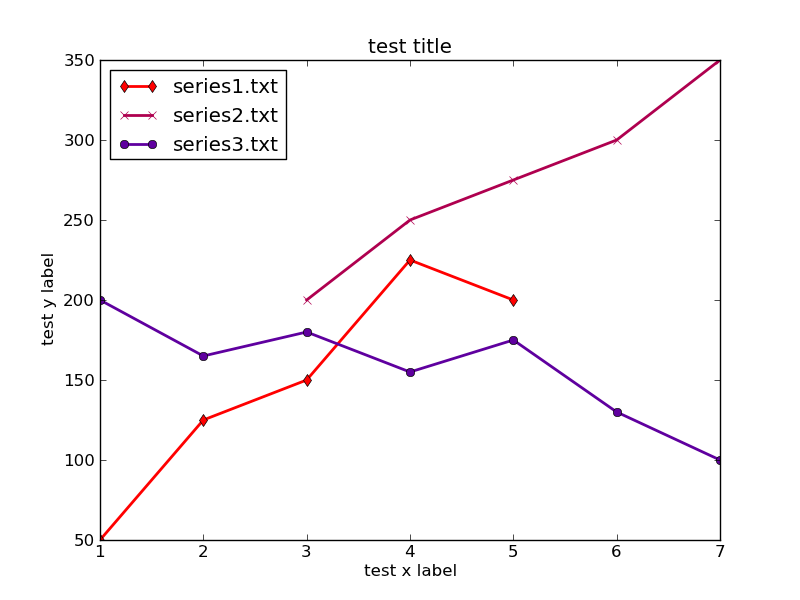 test title
series1.txt
series2.txt
series3.txt
350
300
250
200
150
100
50
test y label
1 2 3 4 5 6 7
test x label